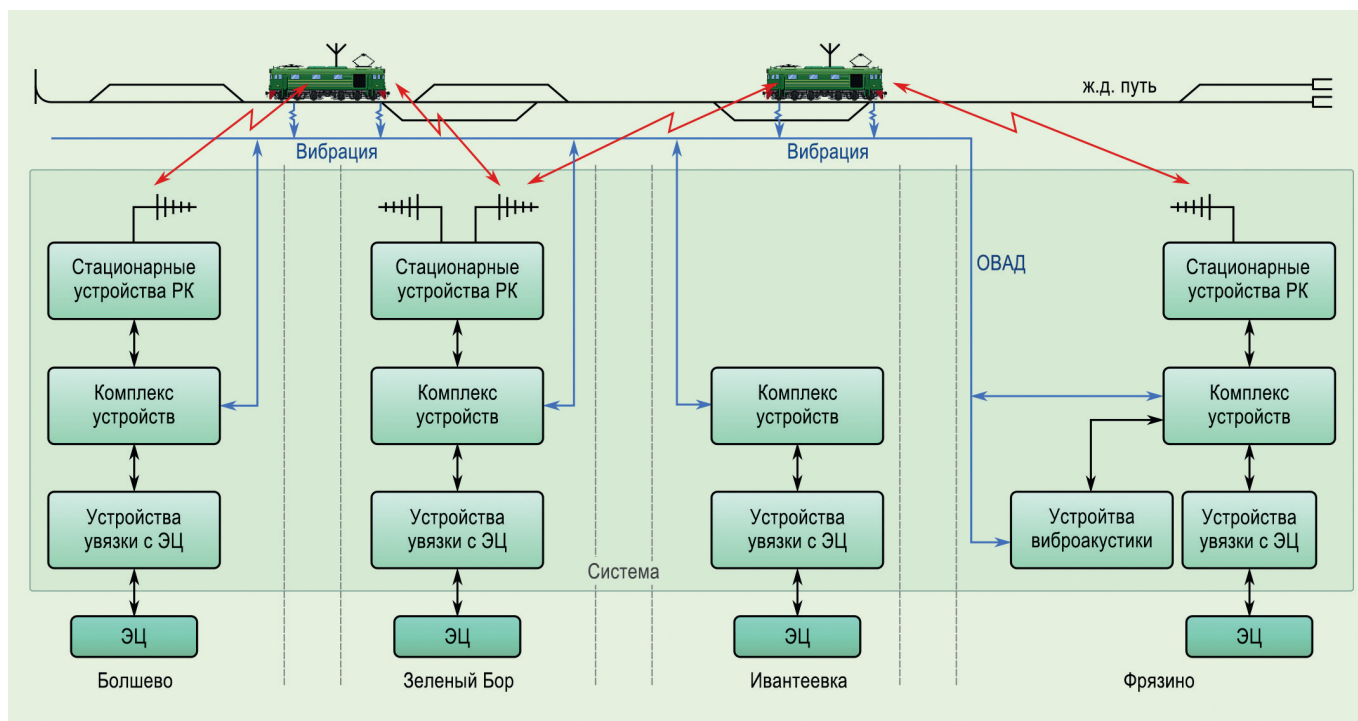 ж.д. путь
Вибрация
Вибрация
ОВАД
Стационарные
устройства РК
Стационарные
устройства РК
Стационарные
устройства РК
Комплекс
устройств
Комплекс
устройств
Комплекс
устройств
Комплекс
устройств
Устройства
увязки с ЭЦ
Устройства
увязки с ЭЦ
Устройства
увязки с ЭЦ
Устройтва
виброакустики
Устройства
увязки с ЭЦ
Система
ЭЦ
ЭЦ
ЭЦ
ЭЦ
Болшево
Зеленый Бор
Ивантеевка
Фрязино